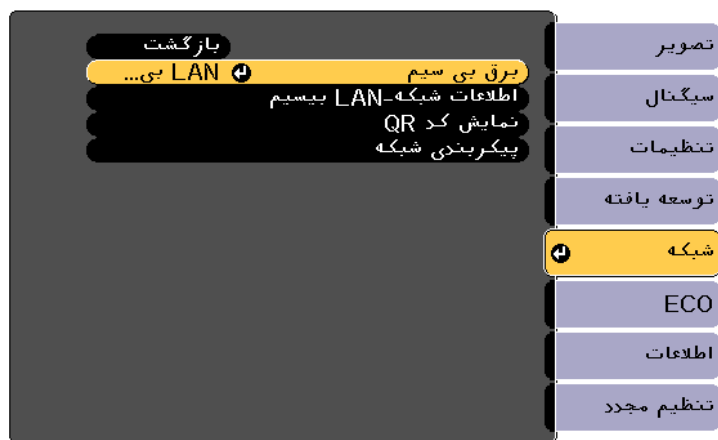 بازگشت
برق بی سیم LAN بی...
اطلاعات شبکه-LAN بیسیم
نمایش کد QR
پیکربندی شبکه
تصویر
سیگنال
تنظیمات
توسعه یافته
شبکه
ECO
اطلاعات
تنظیم مجدد